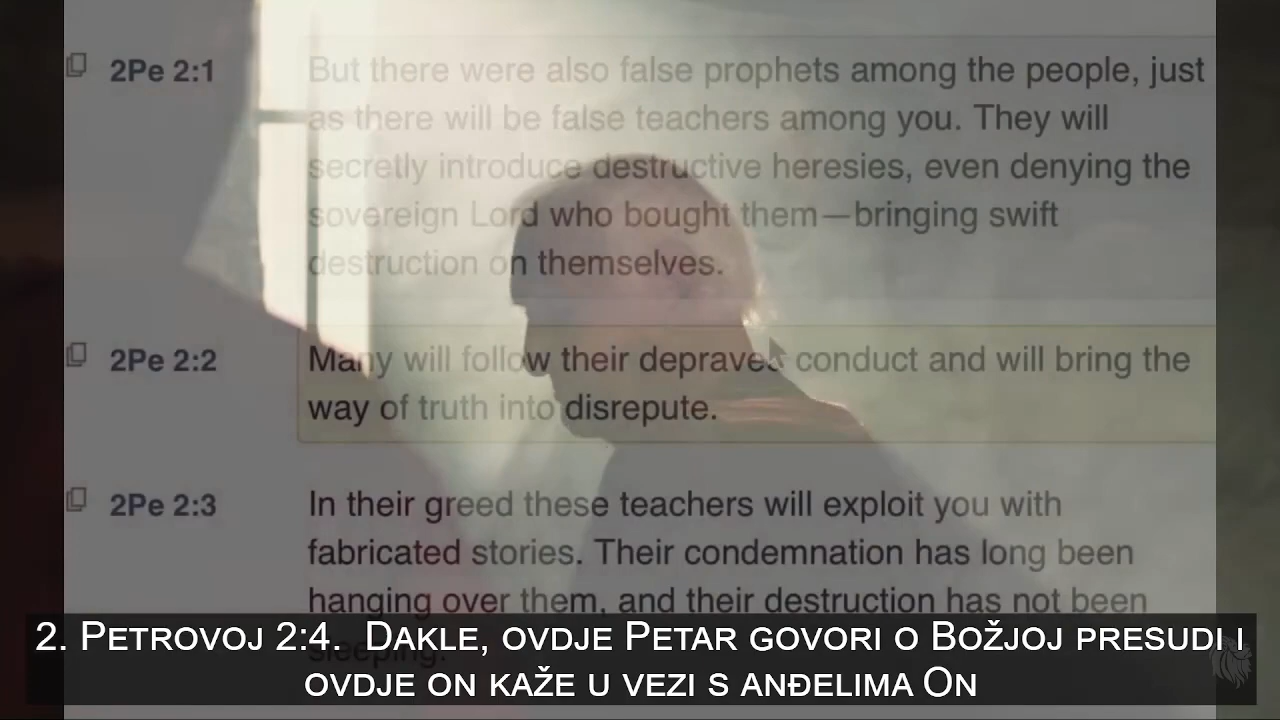 2Pe 2:1 But there were also false prophets among the people, just
as there will be false teachers among you. They will
secretly introduce destructive heresies, even denying the
sovereign Lord who bought them—bringing swift
destruction on themselves.
2Pe 2:2 Many will follow their depraved conduct and will bring the
way of truth into disrepute.
2Pe 2:3 In their greed these teachers will exploit you with
fabricated stories. Their condemnation has long been
hanging over them, and their destruction has not been
sleeping.
2. PETROVOJ 2:4. DAKLE, OVDJE PETAR GOVORI O BOŽJOJ PRESUDI I
OVDJE ON KAŽE U VEZI S ANĐELIMA ON